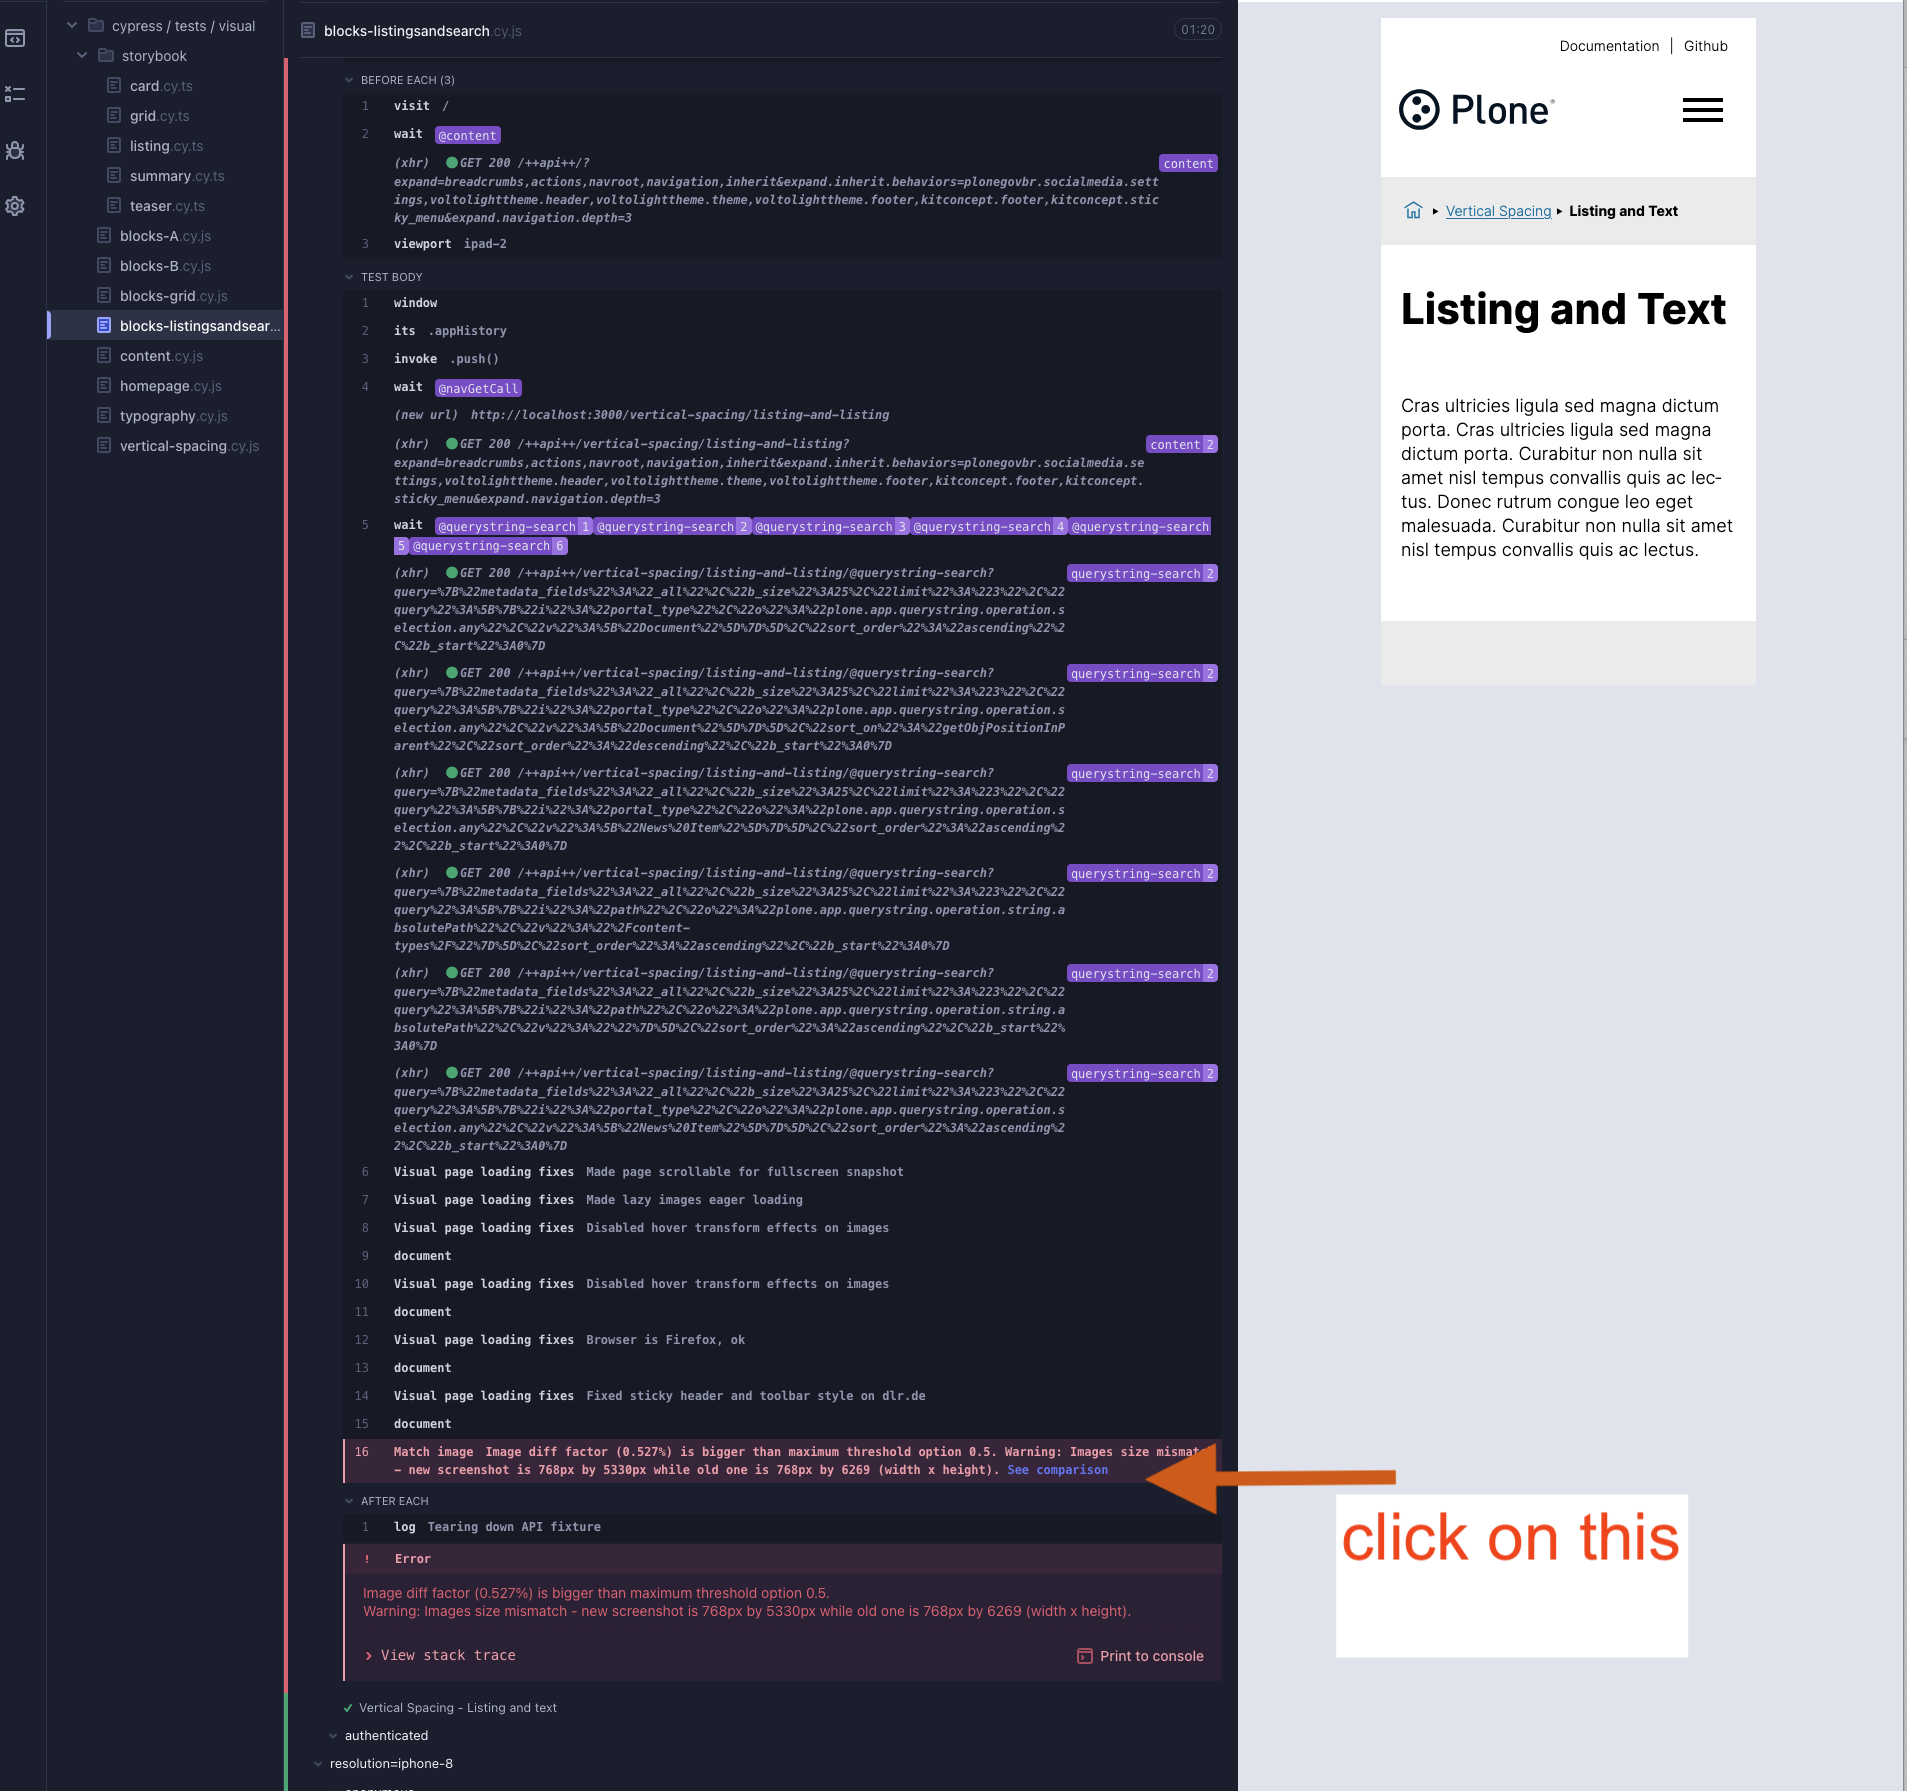 cypress / tests / visual
storybook
card.cy.ts
grid.cy.ts
listing.cy.ts
summary.cy.ts
teaser.cy.ts
blocks-A.cy.js
blocks-B.cy.js
blocks-grid.cy.js
blocks-listingsandsear...
content.cy.js
homepage.cy.js
typography.cy.js
vertical-spacing.cy.js
blocks-listingsandsearch.cy.js
01:20
BEFORE EACH (3)
1 visit /
2 wait @content
(xhr) GET 200 /++api++/? content
expand=breadcrumbs,actions,navroot,navigation,inherit&expand.inherit.behaviors=plonegovbr.socialmedia.sett
ings,voltolighttheme.header,voltolighttheme.theme,voltolighttheme.footer,kitconcept.footer,kitconcept.stic
ky_menu&expand.navigation.depth=3
3 viewport ipad-2
TEST BODY
1 window
2 its .appHistory
3 invoke .push()
4 wait @navGetCall
(new url) http://localhost:3000/vertical-spacing/listing-and-listing
(xhr) GET 200 /++api++/vertical-spacing/listing-and-listing? content 2
expand=breadcrumbs,actions,navroot,navigation,inherit&expand.inherit.behaviors=plonegovbr.socialmedia.se
ttings,voltolighttheme.header,voltolighttheme.theme,voltolighttheme.footer,kitconcept.footer,kitconcept.
sticky_menu&expand.navigation.depth=3
5 wait @querystring-search 1 @querystring-search 2 @querystring-search 3 @querystring-search 4 @querystring-search
5 @querystring-search 6
(xhr) GET 200 /++api++/vertical-spacing/listing-and-listing/@querystring-search? querystring-search 2
query=%7B%22metadata_fields%22%3A%22_all%22%2C%22b_size%22%3A25%2C%22limit%22%3A%223%22%2C%22
query%22%3A%5B%7B%22i%22%3A%22portal_type%22%2C%22o%22%3A%22plone.app.querystring.operation.s
election.any%22%2C%22v%22%3A%5B%22Document%22%5D%7D%5D%2C%22sort_order%22%3A%22ascending%22%2
C%22b_start%22%3A0%7D
(xhr) GET 200 /++api++/vertical-spacing/listing-and-listing/@querystring-search? querystring-search 2
query=%7B%22metadata_fields%22%3A%22_all%22%2C%22b_size%22%3A25%2C%22limit%22%3A%223%22%2C%22
query%22%3A%5B%7B%22i%22%3A%22portal_type%22%2C%22o%22%3A%22plone.app.querystring.operation.s
election.any%22%2C%22v%22%3A%5B%22Document%22%5D%7D%5D%2C%22sort_on%22%3A%22getObjPositionInP
arent%22%2C%22sort_order%22%3A%22descending%22%2C%22b_start%22%3A0%7D
(xhr) GET 200 /++api++/vertical-spacing/listing-and-listing/@querystring-search? querystring-search 2
query=%7B%22metadata_fields%22%3A%22_all%22%2C%22b_size%22%3A25%2C%22limit%22%3A%223%22%2C%22
query%22%3A%5B%7B%22i%22%3A%22portal_type%22%2C%22o%22%3A%22plone.app.querystring.operation.s
election.any%22%2C%22v%22%3A%5B%22News%20Item%22%5D%7D%5D%2C%22sort_order%22%3A%22ascending%2
2%2C%22b_start%22%3A0%7D
(xhr) GET 200 /++api++/vertical-spacing/listing-and-listing/@querystring-search? querystring-search 2
query=%7B%22metadata_fields%22%3A%22_all%22%2C%22b_size%22%3A25%2C%22limit%22%3A%223%22%2C%22
query%22%3A%5B%7B%22i%22%3A%22path%22%2C%22o%22%3A%22plone.app.querystring.operation.string.a
bsolutePath%22%2C%22v%22%3A%22%2Fcontent-
types%2F%22%7D%5D%2C%22sort_order%22%3A%22ascending%22%2C%22b_start%22%3A0%7D
(xhr) GET 200 /++api++/vertical-spacing/listing-and-listing/@querystring-search? querystring-search 2
query=%7B%22metadata_fields%22%3A%22_all%22%2C%22b_size%22%3A25%2C%22limit%22%3A%223%22%2C%22
query%22%3A%5B%7B%22i%22%3A%22path%22%2C%22o%22%3A%22plone.app.querystring.operation.string.a
bsolutePath%22%2C%22v%22%3A%22%22%7D%5D%2C%22sort_order%22%3A%22ascending%22%2C%22b_start%22%
3A0%7D
(xhr) GET 200 /++api++/vertical-spacing/listing-and-listing/@querystring-search? querystring-search 2
query=%7B%22metadata_fields%22%3A%22_all%22%2C%22b_size%22%3A25%2C%22limit%22%3A%223%22%2C%22
query%22%3A%5B%7B%22i%22%3A%22portal_type%22%2C%22o%22%3A%22plone.app.querystring.operation.s
election.any%22%2C%22v%22%3A%5B%22News%20Item%22%5D%7D%5D%2C%22sort_order%22%3A%22ascending%2
2%2C%22b_start%22%3A0%7D
6 Visual page loading fixes Made page scrollable for fullscreen snapshot
7 Visual page loading fixes Made lazy images eager loading
8 Visual page loading fixes Disabled hover transform effects on images
9 document
10 Visual page loading fixes Disabled hover transform effects on images
11 document
12 Visual page loading fixes Browser is Firefox, ok
13 document
14 Visual page loading fixes Fixed sticky header and toolbar style on dlr.de
15 document
16 Match image Image diff factor (0.527%) is bigger than maximum threshold option 0.5. Warning: Images size
- new screenshot is 768px by 5330px while old one is 768px by 6269 (width x height). See comparison
AFTER EACH
1 log Tearing down API fixture
! Error
Image diff factor (0.527%) is bigger than maximum threshold option 0.5.
Warning: Images size mismatch - new screenshot is 768px by 5330px while old one is 768px by 6269 (width x height).
View stack trace
Print to console
Vertical Spacing - Listing and text
authenticated
resolution=iphone-8
Documentation | Github
Plone
Vertical Spacing Listing and Text
Listing and Text
Cras ultricies ligula sed magna dictum
porta. Cras ultricies ligula sed magna
dictum porta. Curabitur non nulla sit
amet nisl tempus convallis quis ac lec-
tus. Donec rutrum congue leo eget
malesuada. Curabitur non nulla sit amet
nisl tempus convallis quis ac lectus.
click on this